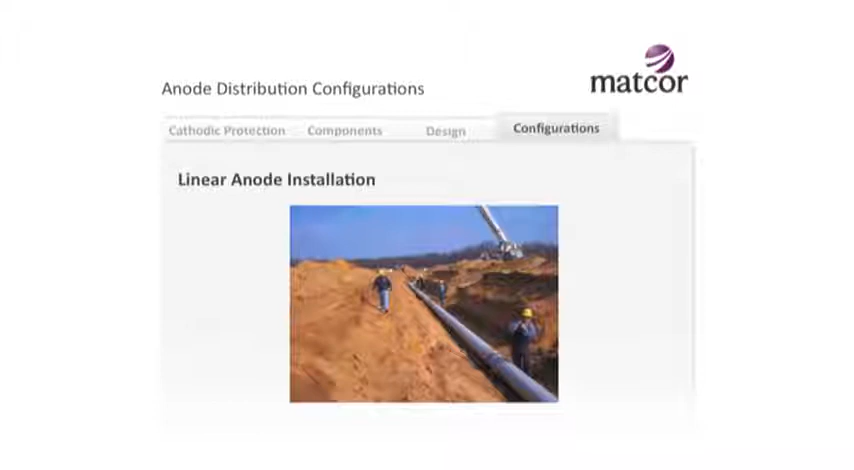 matcor
Anode Distribution Configurations
Cathodic Protection Components Design Configurations
Linear Anode Installation